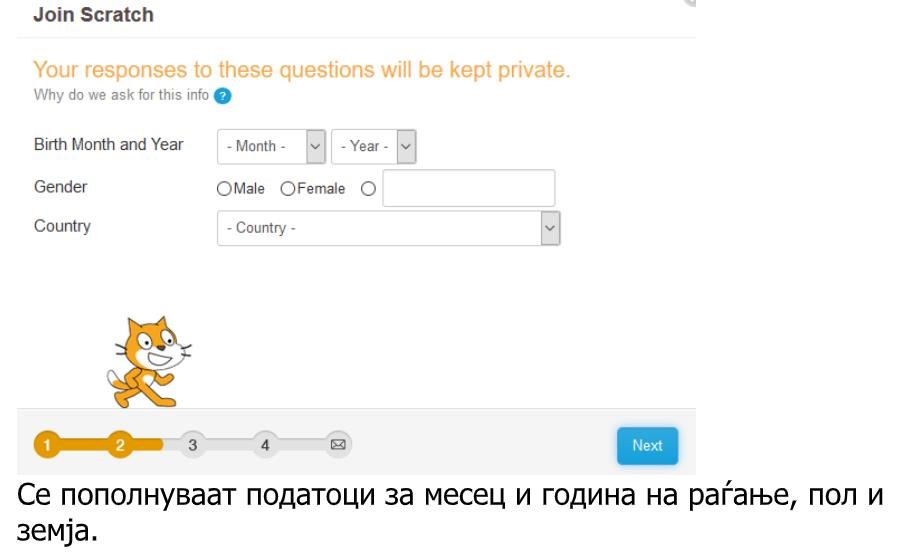 Join Scratch
Your responses to these questions will be kept private.
Why do we ask for this info ?
Birth Month and Year - Month - - Year -
Gender Male Female
Country - Country -
1 2 3 4 Next
Се пополнуваат податоци за месец и година на раѓање, пол и
земја.